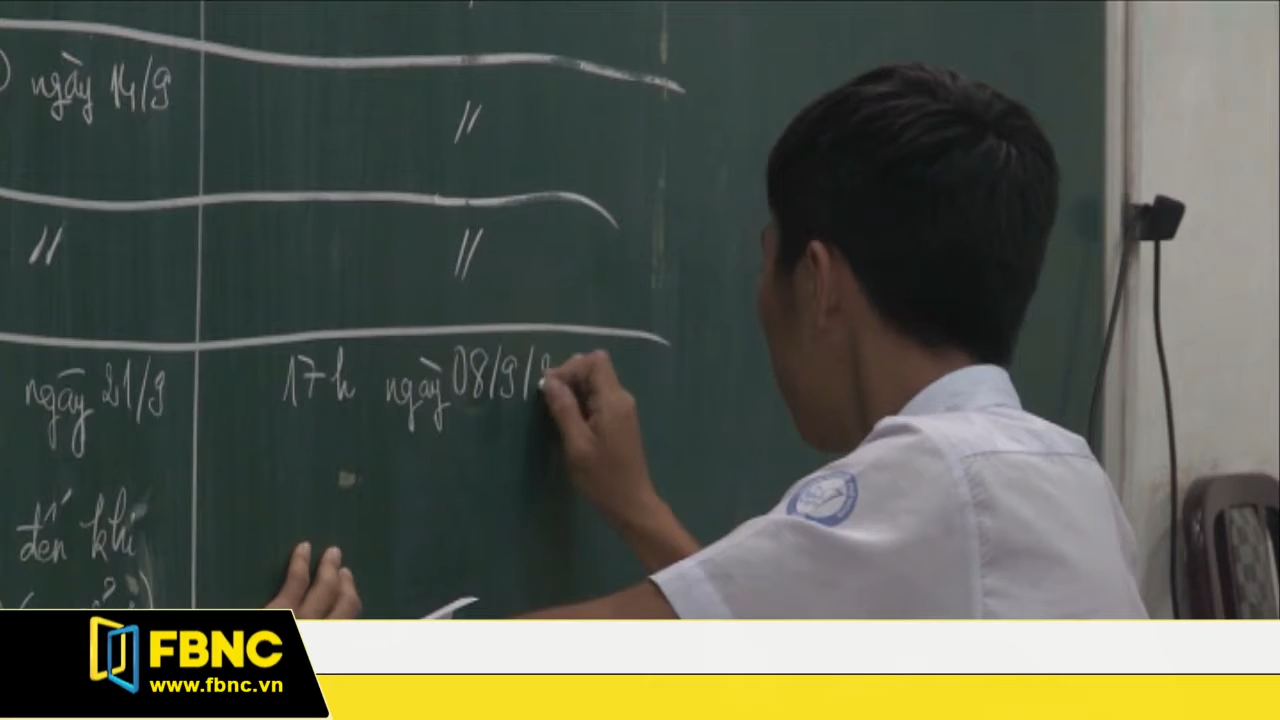 ngày 14/9
"
" "
ngày 21/9 17h ngày 08/9/
đến khi
FBNC
www.fbnc.vn